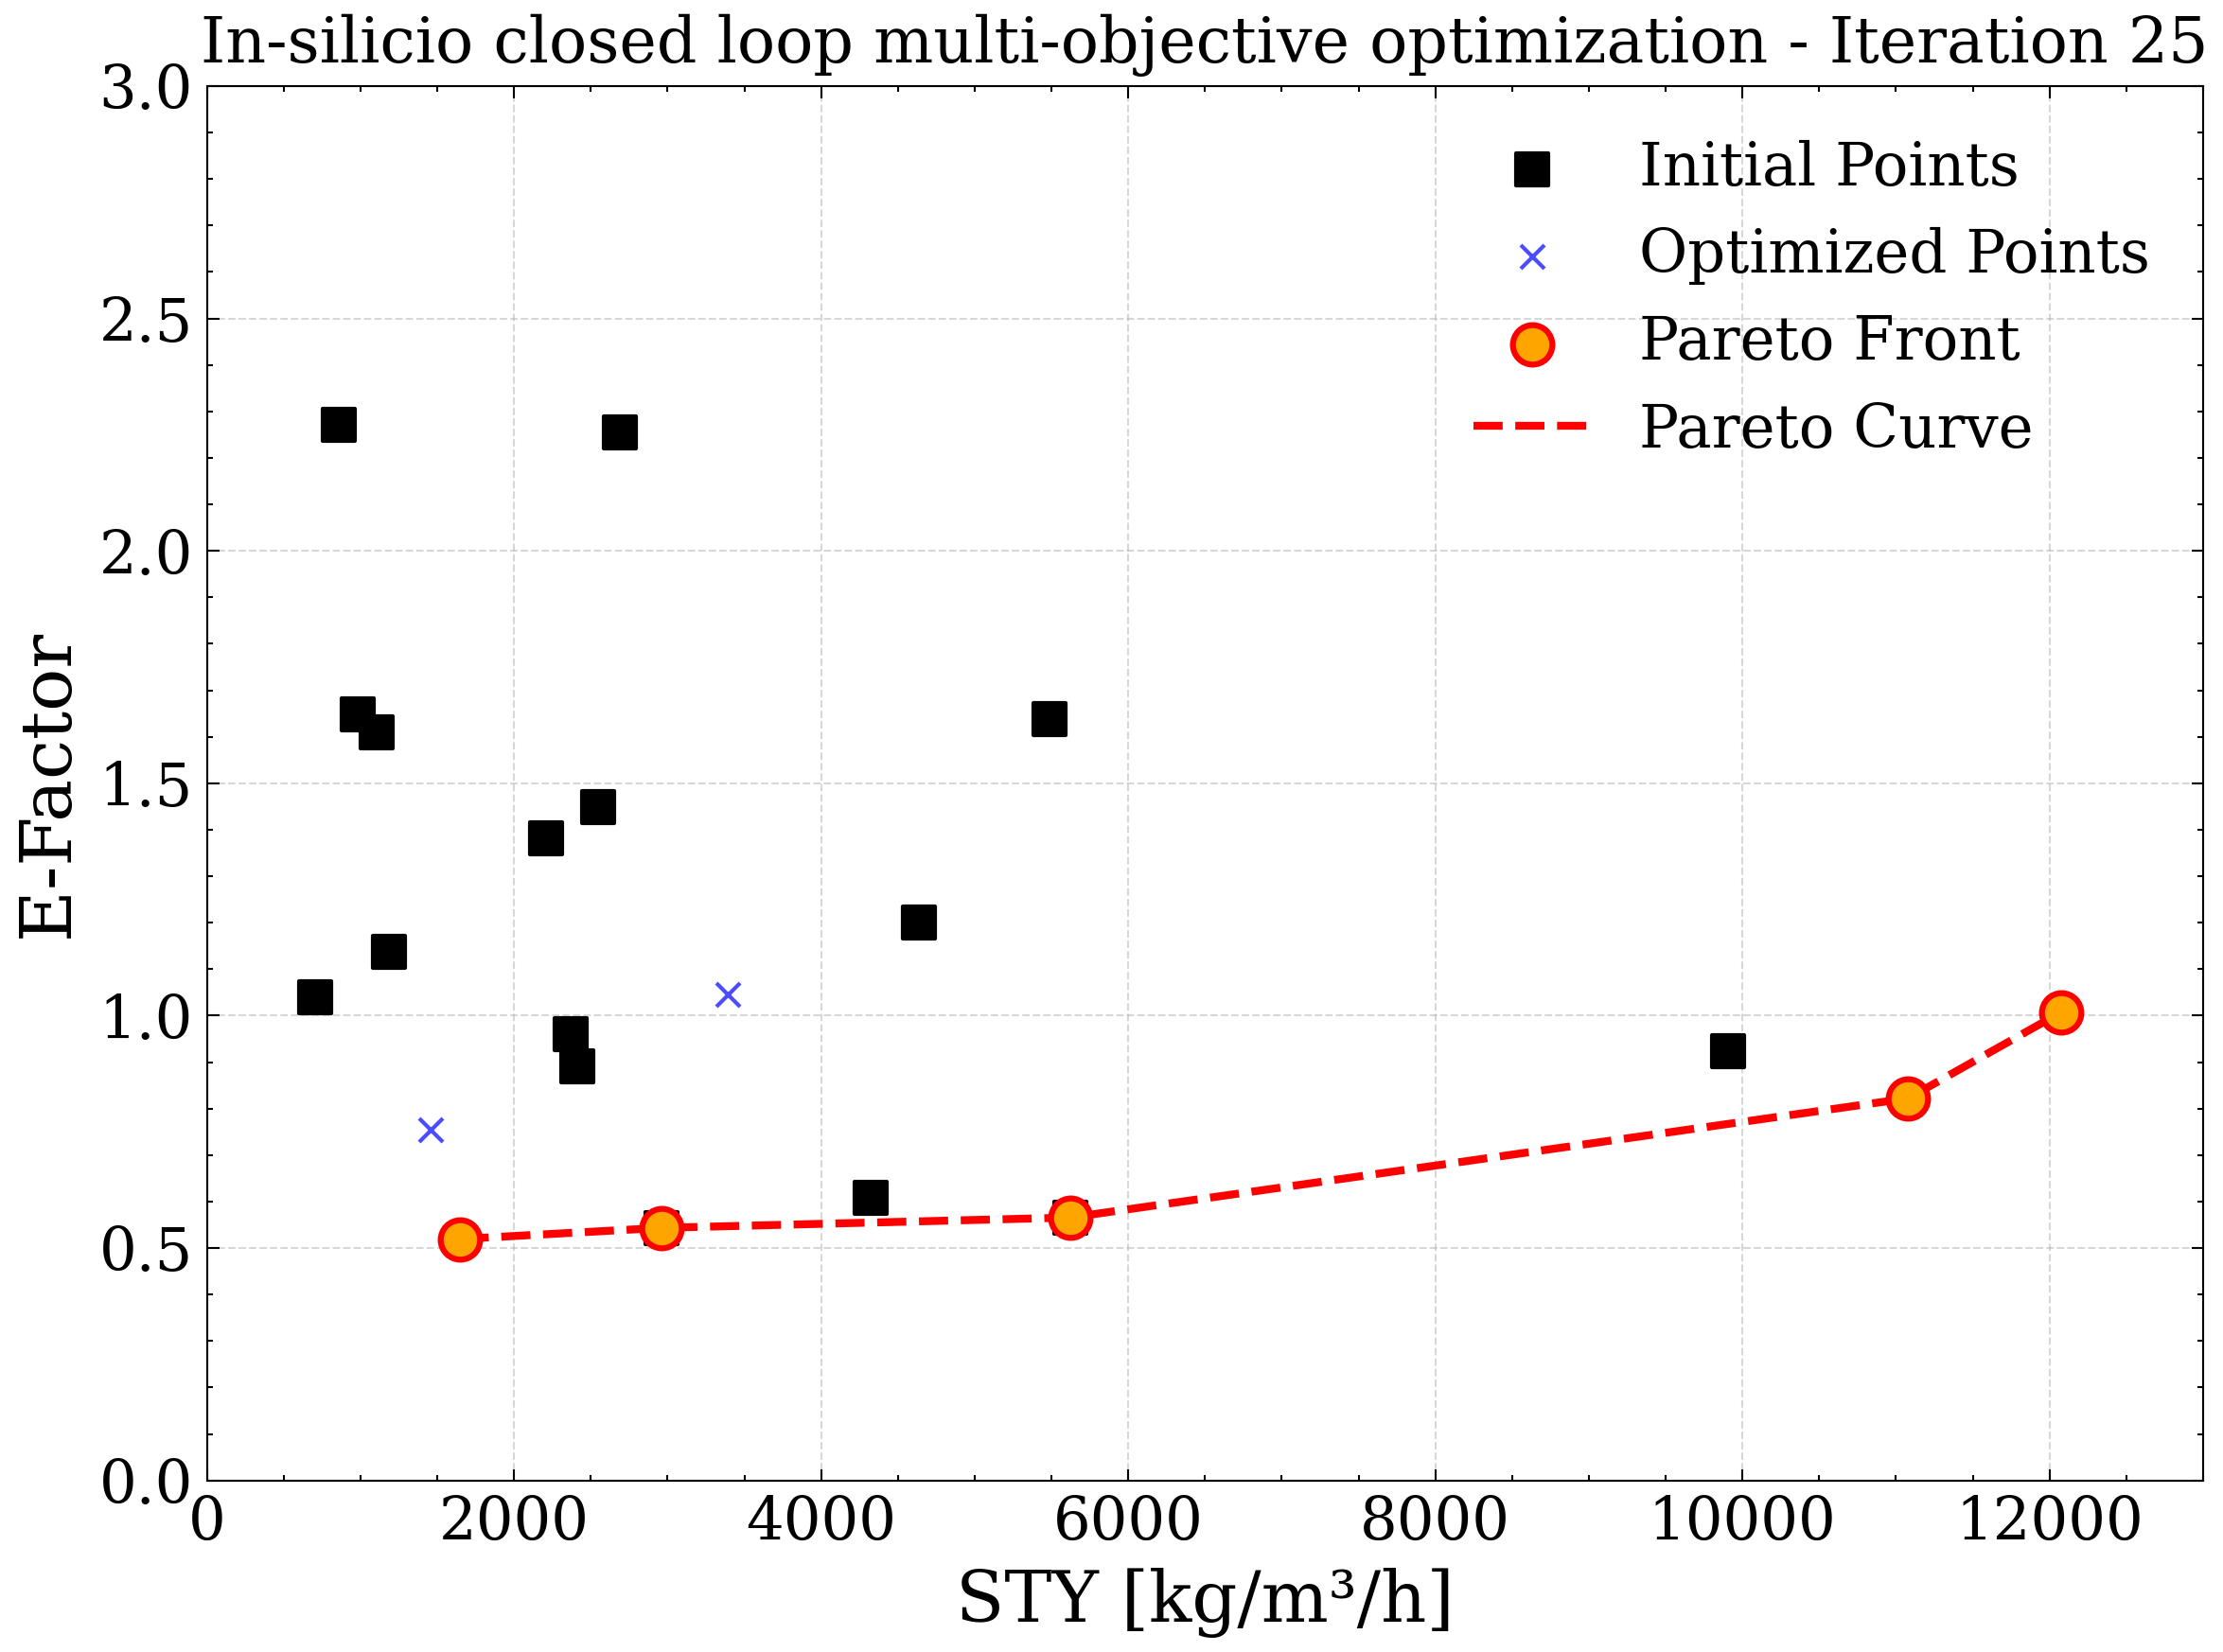 In-silicio closed loop multi-objective optimization - Iteration 25
3.0
2.5
2.0
1.5
1.0
0.5
0.0
E-Factor
Initial Points
Optimized Points
Pareto Front
Pareto Curve
0 2000 4000 6000 8000 10000 12000
STY [kg/m³/h]